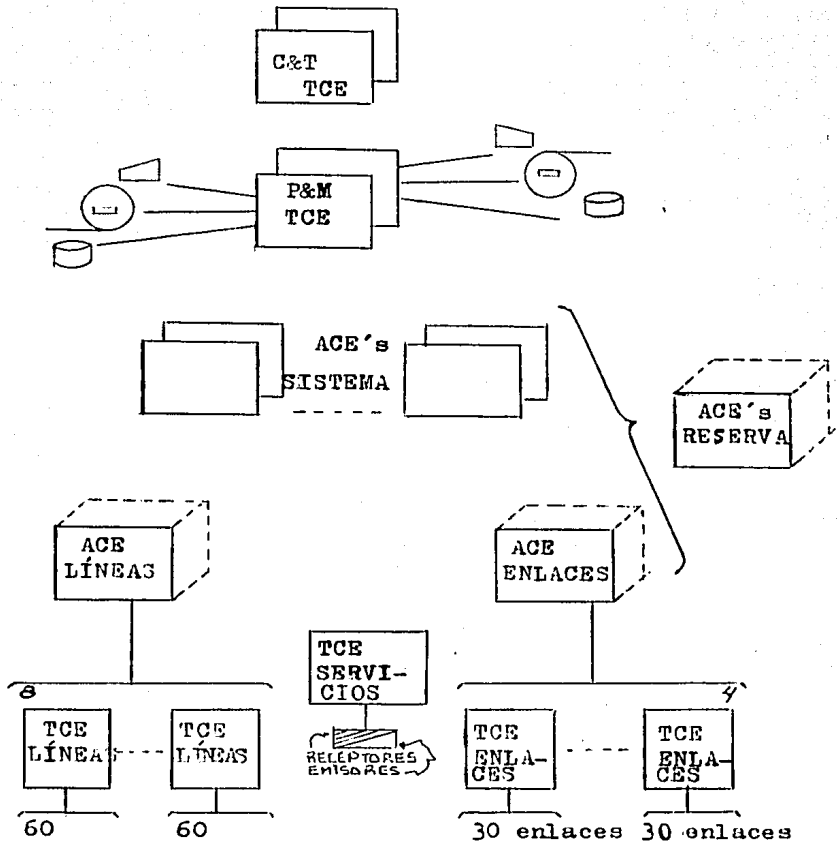 C&T
TCE
P&M
TCE
ACE's
SISTEMA
ACE's
RESERVA
ACE
LÍNEAS
ACE
ENLACES
TCE
SERVI-
CIOS
8
4
TCE
LÍNEAS
TCE
LÍNEAS
RECEPTORES
EMISORES
TCE
ENLA-
CES
TCE
ENLA-
CES
60
60
30 enlaces
30 enlaces